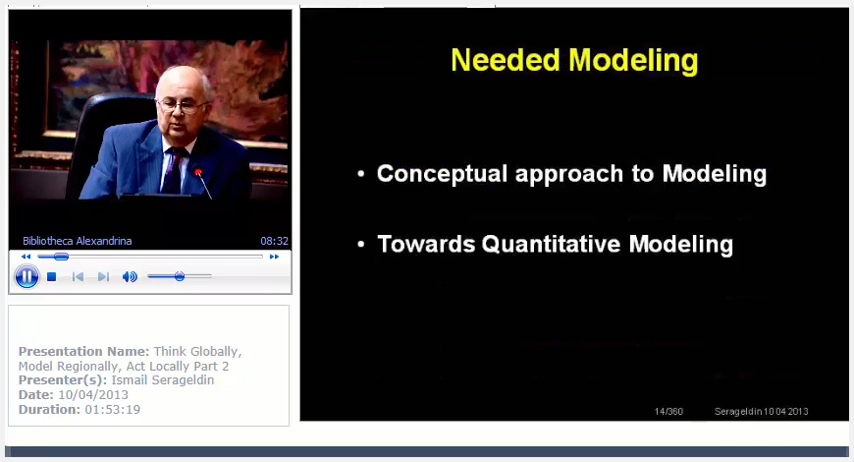 Needed Modeling
• Conceptual approach to Modeling
• Towards Quantitative Modeling
14/360 Serageldin 10 04 2013
Bibliotheca Alexandrina 08:32
Presentation Name: Think Globally,
Model Regionally, Act Locally Part 2
Presenter(s): Ismail Serageldin
Date: 10/04/2013
Duration: 01:53:19